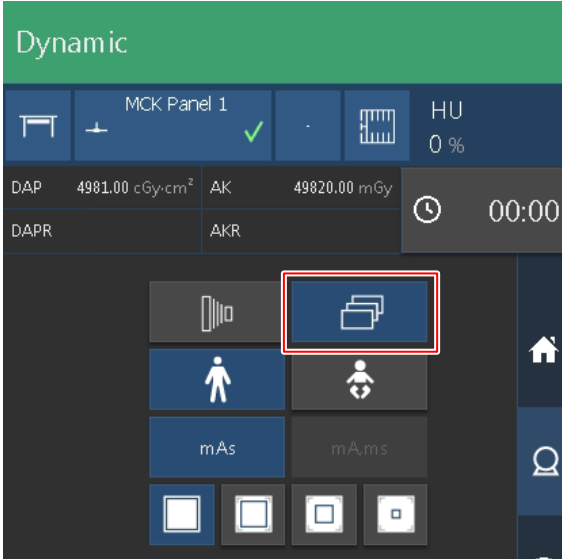 Dynamic
MCK Panel 1
HU
0 %
DAP 4981.00 cGy·cm² AK 49820.00 mGy
00:00
DAPR AKR
mAs mA,ms